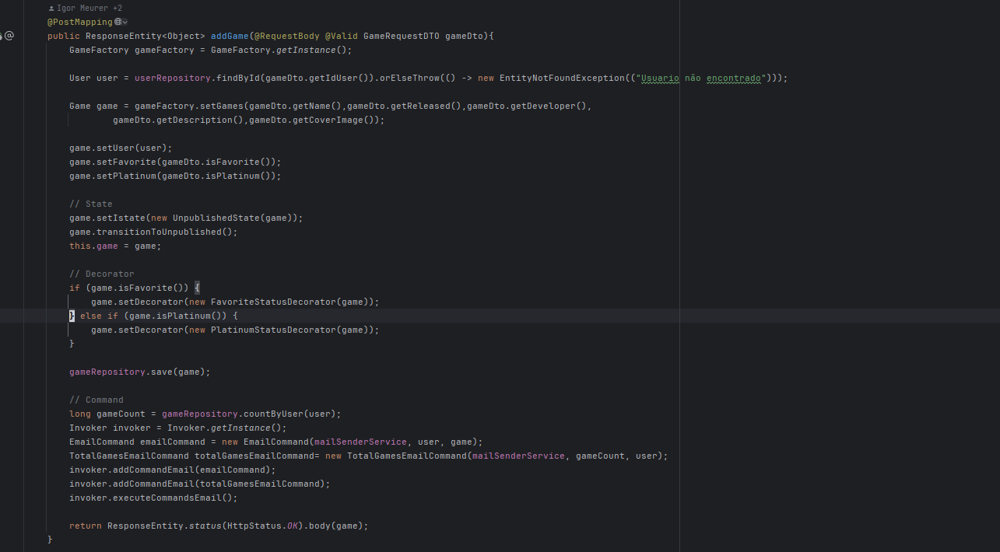 Igor Meurer +2
@PostMapping
public ResponseEntity<Object> addGame(@RequestBody @Valid GameRequestDTO gameDto){
GameFactory gameFactory = GameFactory.getInstance();
User user = userRepository.findById(gameDto.getIdUser()).orElseThrow(() -> new EntityNotFoundException(("Usuario não encontrado")));
Game game = gameFactory.setGames(gameDto.getName(),gameDto.getReleased(),gameDto.getDeveloper(),
gameDto.getDescription(),gameDto.getCoverImage());
game.setUser(user);
game.setFavorite(gameDto.isFavorite());
game.setPlatinum(gameDto.isPlatinum());
// State
game.setIstate(new UnpublishedState(game));
game.transitionToUnpublished();
this.game = game;
// Decorator
if (game.isFavorite()) {
game.setDecorator(new FavoriteStatusDecorator(game));
} else if (game.isPlatinum()) {
game.setDecorator(new PlatinumStatusDecorator(game));
}
gameRepository.save(game);
// Command
long gameCount = gameRepository.countByUser(user);
Invoker invoker = Invoker.getInstance();
EmailCommand emailCommand = new EmailCommand(mailSenderService, user, game);
TotalGamesEmailCommand totalGamesEmailCommand= new TotalGamesEmailCommand(mailSenderService, gameCount, user);
invoker.addCommandEmail(emailCommand);
invoker.addCommandEmail(totalGamesEmailCommand);
invoker.executeCommandsEmail();
return ResponseEntity.status(HttpStatus.OK).body(game);
}